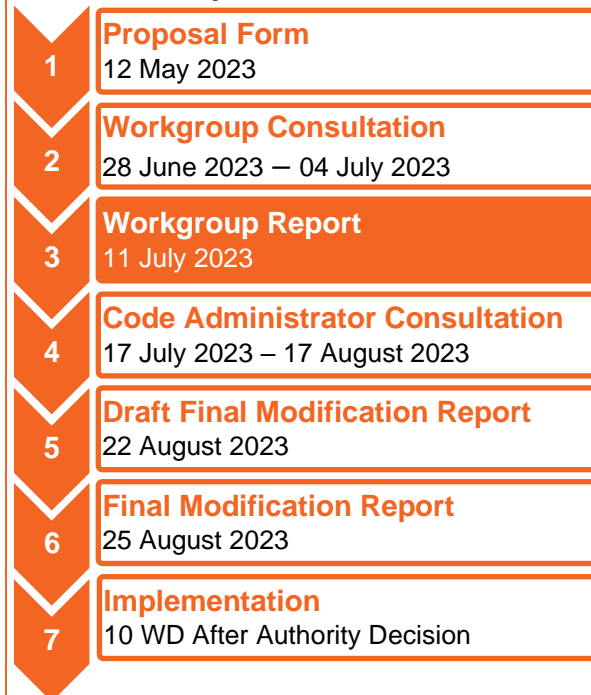 Proposal Form
1
12 May 2023
Workgroup Consultation
2
28 June 2023 – 04 July 2023
Workgroup Report
3
11 July 2023
Code Administrator Consultation
4
17 July 2023 – 17 August 2023
Draft Final Modification Report
5
22 August 2023
Final Modification Report
6
25 August 2023
Implementation
7
10 WD After Authority Decision